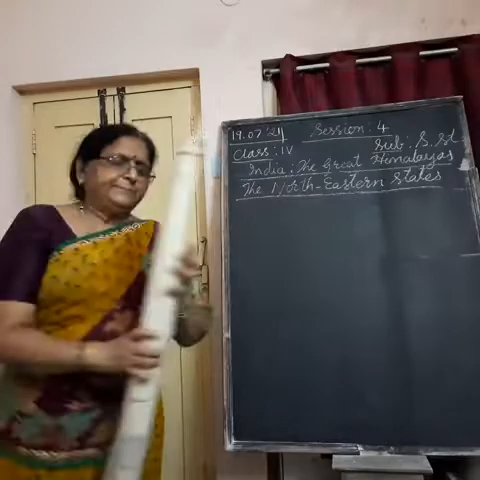 19.07.'21 Session : 4
Class : IV Sub : S.St
India : The Great Himalayas
The North-Eastern States